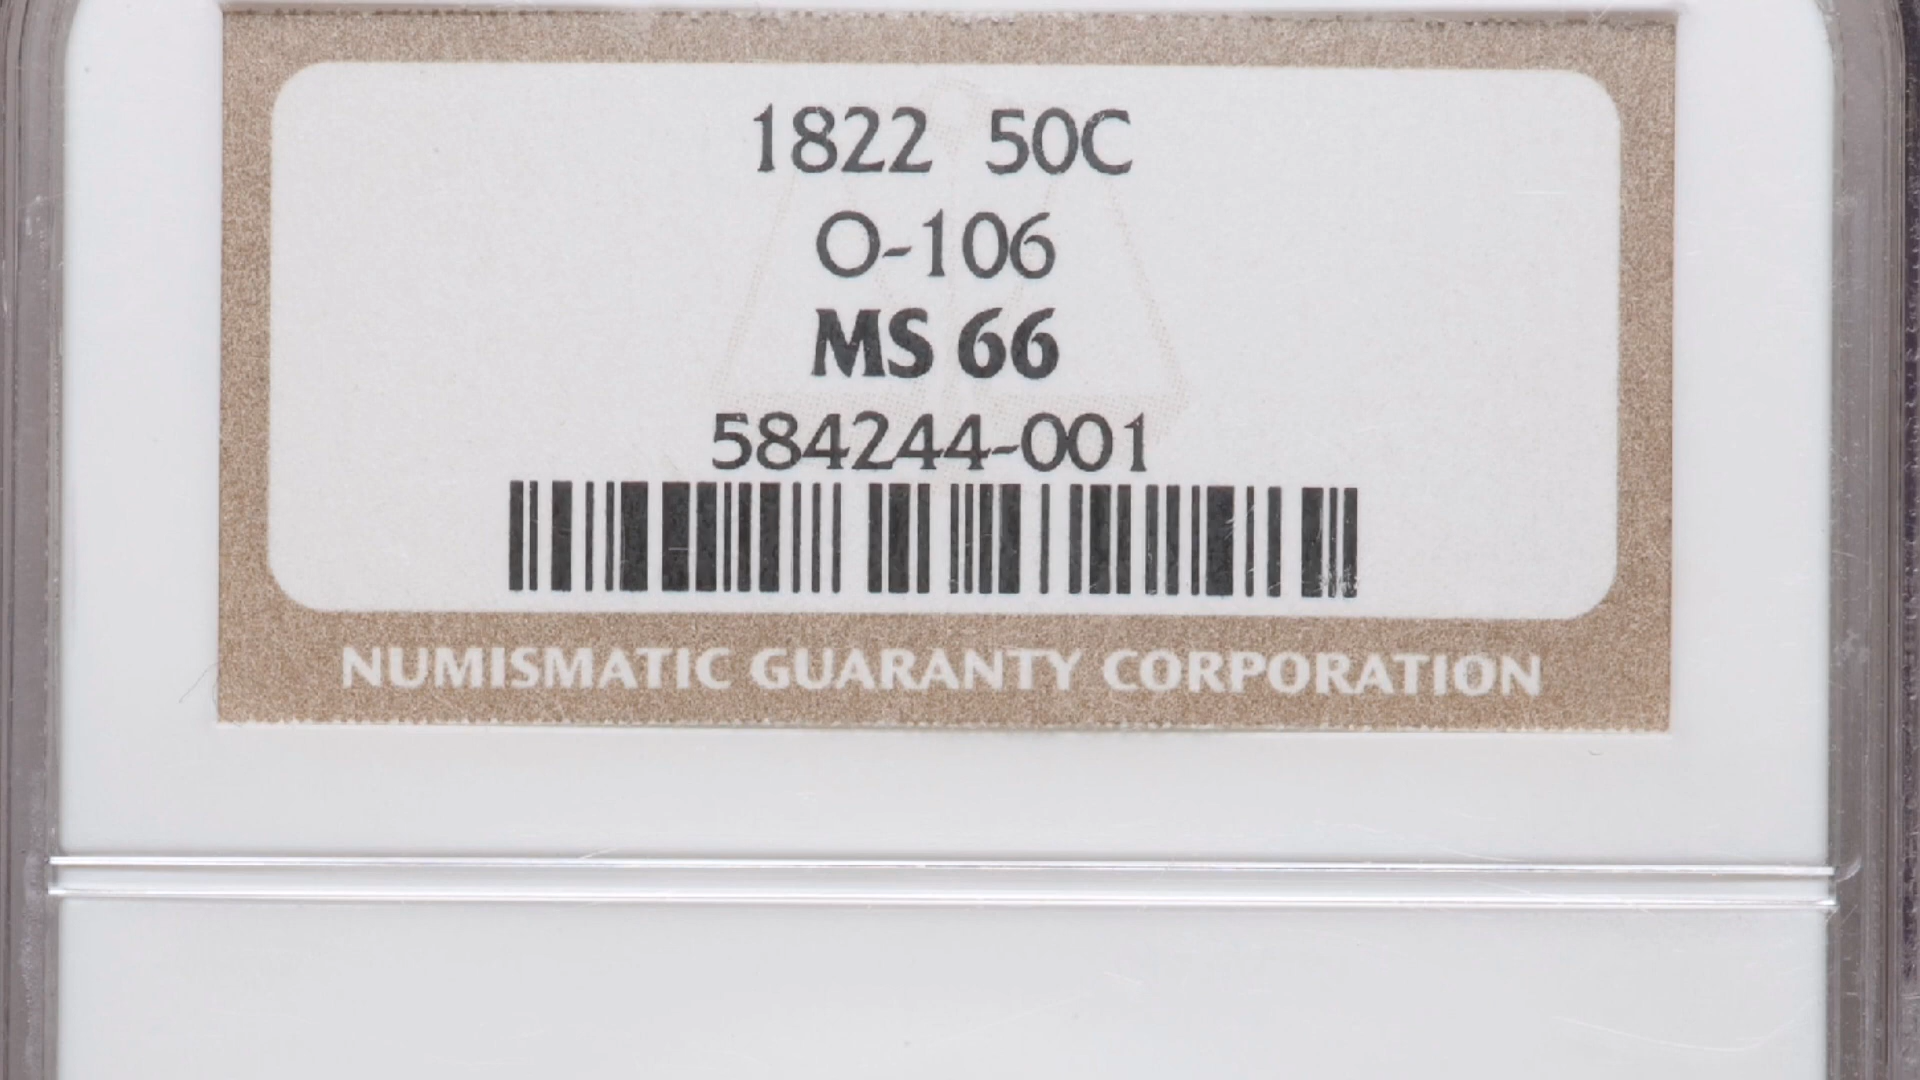 1822 50C
O-106
MS 66
584244-001
NUMISMATIC GUARANTY CORPORATION